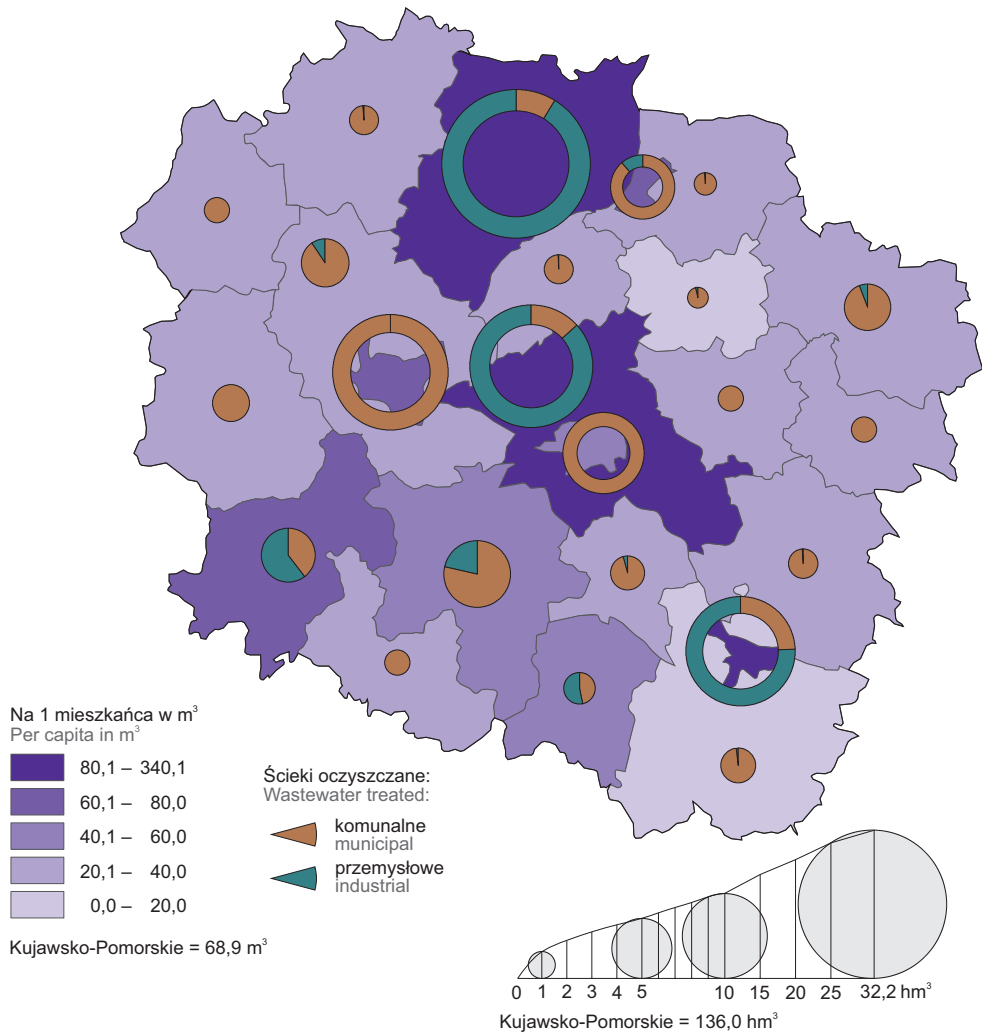 Na 1 mieszkańca w m³
Per capita in m³
80,1 – 340,1
60,1 – 80,0
40,1 – 60,0
20,1 – 40,0
0,0 – 20,0
Kujawsko-Pomorskie = 68,9 m³
Ścieki oczyszczane:
Wastewater treated:
komunalne
municipal
przemysłowe
industrial
0 1 2 3 4 5 10 15 20 25 32,2 hm³
Kujawsko-Pomorskie = 136,0 hm³